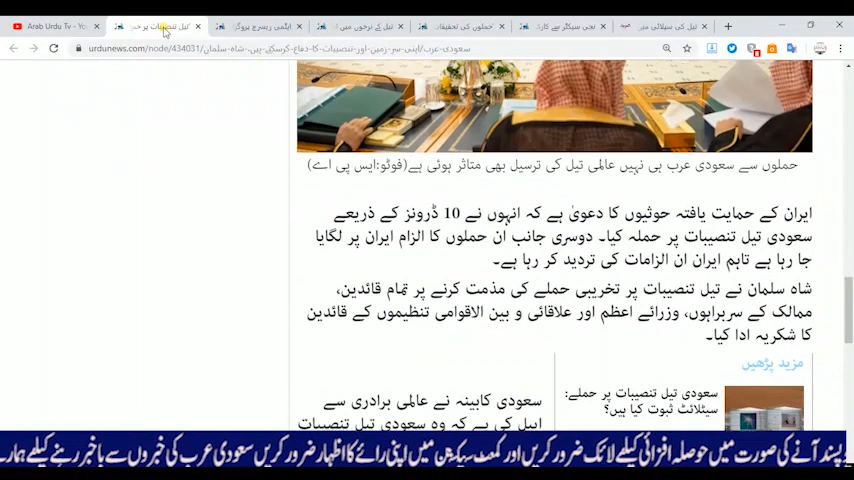 Arab Urdu Tv - Yo
تیل تنصیبات پر حم
ایٹمی ریسرچ پروگر
تیل کے نرخوں میں
حملوں کی تحقیقات
نجی سیکٹر سے کار
تیل کی سپلائی میں
urdunews.com/node/434031/سعودی-عرب/اپنی-سر-زمین-اور-تنصیبات-کا-دفاع-کرسکتے-ہیں،-شاہ-سلمان
حملوں سے سعودی عرب ہی نہیں عالمی تیل کی ترسیل بھی متاثر ہوئی ہے(فوٹو:ایس پی اے)
ایران کے حمایت یافتہ حوثیوں کا دعویٰ ہے کہ انہوں نے 10 ڈرونز کے ذریعے
سعودی تیل تنصیبات پر حملہ کیا۔ دوسری جانب ان حملوں کا الزام ایران پر لگایا
جا رہا ہے تاہم ایران ان الزامات کی تردید کر رہا ہے۔
شاہ سلمان نے تیل تنصیبات پر تخریبی حملے کی مذمت کرنے پر تمام قائدین،
ممالک کے سربراہوں، وزرائے اعظم اور علاقائی و بین الاقوامی تنظیموں کے قائدین
کا شکریہ ادا کیا۔
مزید پڑھیں
سعودی تیل تنصیبات پر حملے:
سیٹلائٹ ثبوت کیا ہیں؟
سعودی کابینہ نے عالمی برادری سے
اپیل کی ہے کہ وہ سعودی تیل تنصیبات
پسند آنے کی صورت میں حوصلہ افزائی کیلئے لائک ضرور کریں اور کمنٹ سیکشن میں اپنی رائے کا اظہار ضرور کریں سعودی عرب کی خبروں سے باخبر رہنے کیلئے ہمارے